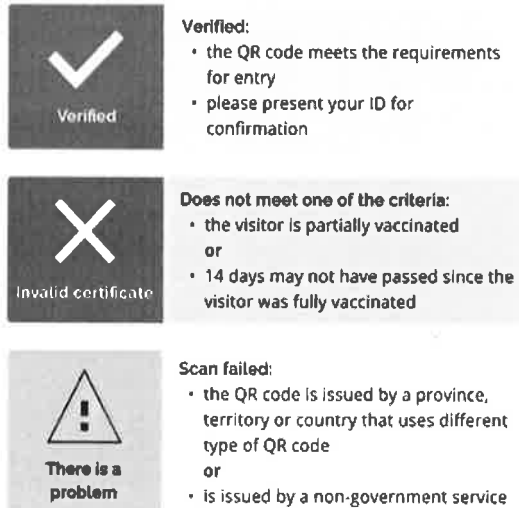 Verified
Verified:
• the QR code meets the requirements
for entry
• please present your ID for
confirmation
Invalid certificate
Does not meet one of the criteria:
• the visitor is partially vaccinated
or
• 14 days may not have passed since the
visitor was fully vaccinated
There is a
problem
Scan failed:
• the QR code is issued by a province,
territory or country that uses different
type of QR code
or
• is issued by a non-government service